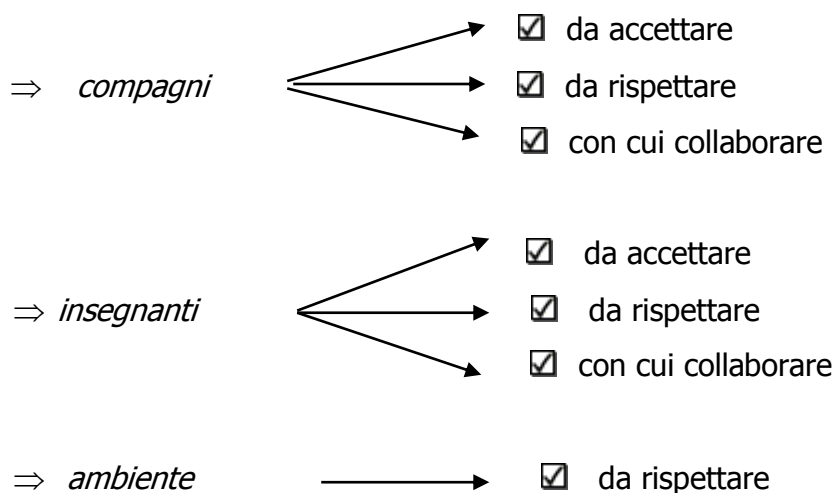 ☑ da accettare
⇒ compagni ☑ da rispettare
☑ con cui collaborare
☑ da accettare
⇒ insegnanti ☑ da rispettare
☑ con cui collaborare
⇒ ambiente ☑ da rispettare